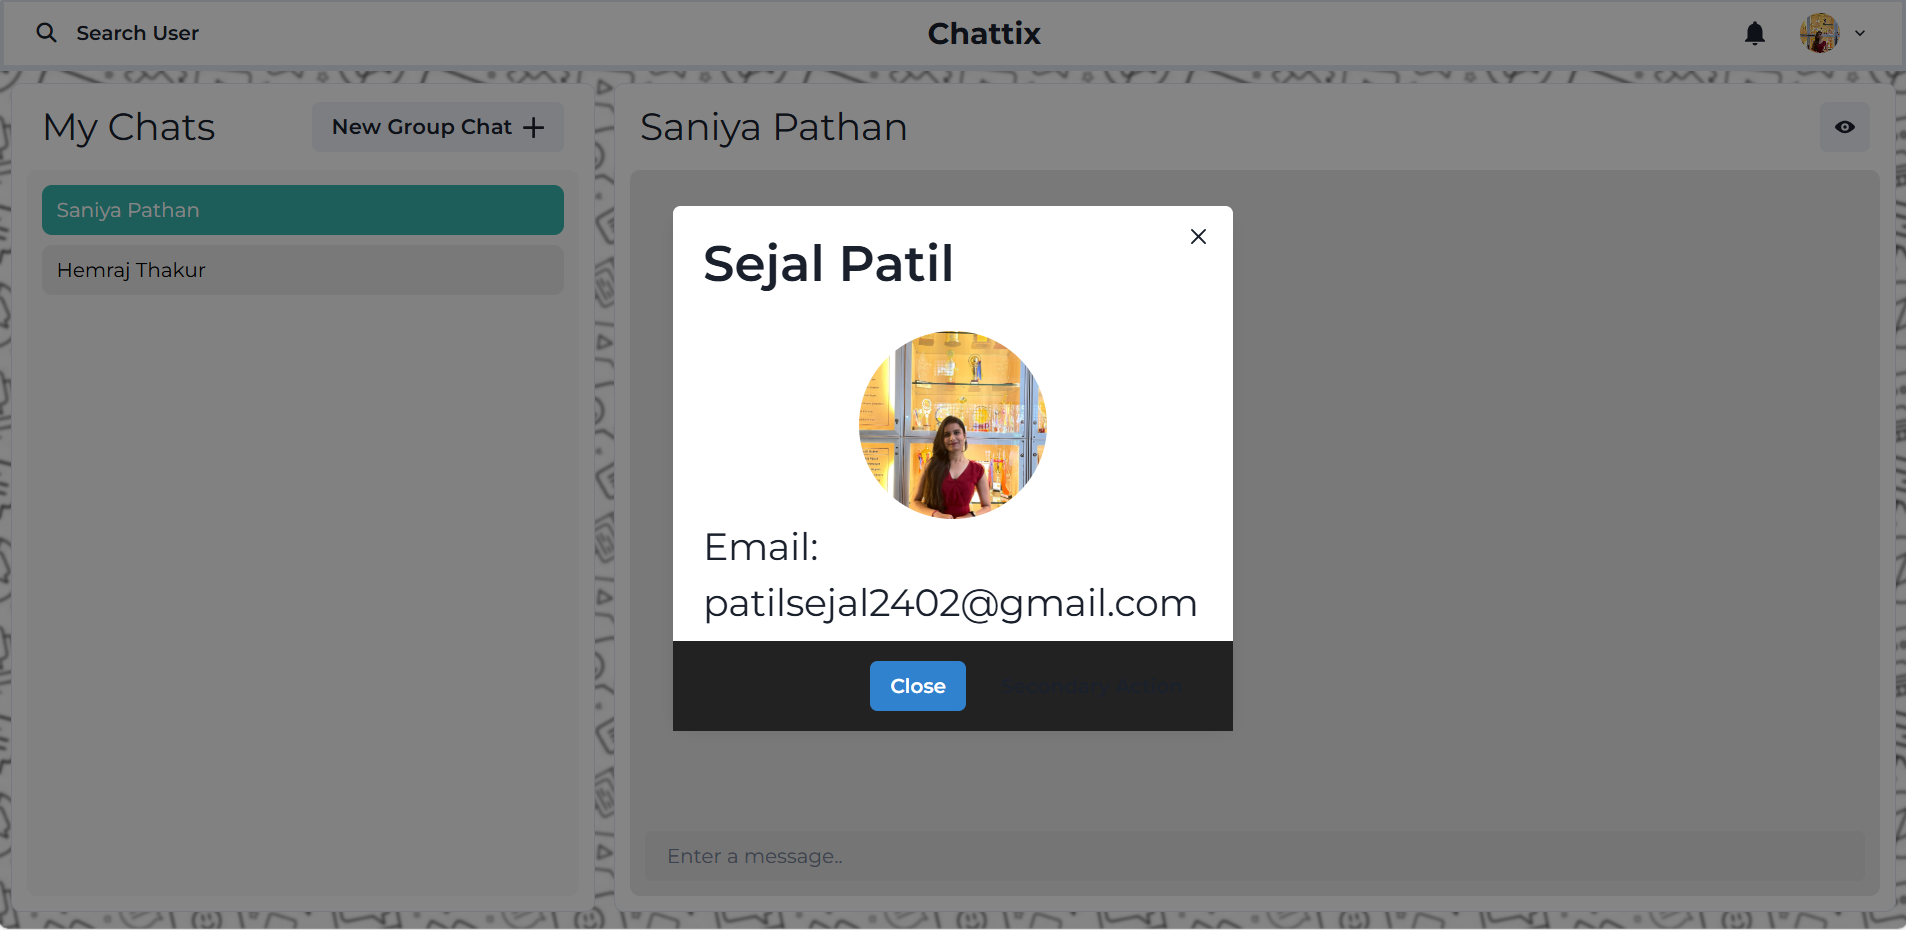 Search User
Chattix
My Chats
New Group Chat
Saniya Pathan
Saniya Pathan
Hemraj Thakur
Sejal Patil
Email:
patilsejal2402@gmail.com
Close
Secondary Action
Enter a message..